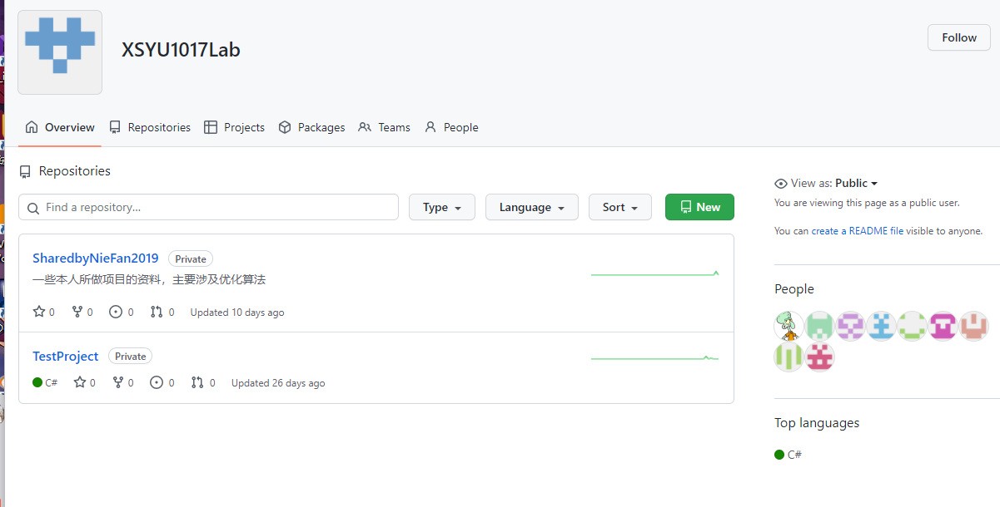 XSYU1017Lab
Follow
Overview Repositories Projects Packages Teams People
Repositories
Find a repository...
Type Language Sort New
SharedbyNieFan2019 Private
一些本人所做项目的资料，主要涉及优化算法
0 0 0 0 Updated 10 days ago
TestProject Private
C# 0 0 0 0 Updated 26 days ago
View as: Public
You are viewing this page as a public user.
You can create a README file visible to anyone.
People
Top languages
C#